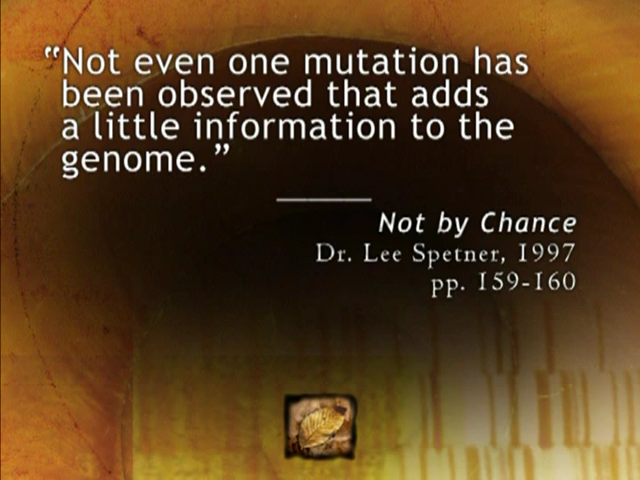 “Not even one mutation has
been observed that adds
a little information to the
genome.”
Not by Chance
Dr. Lee Spetner, 1997
pp. 159-160